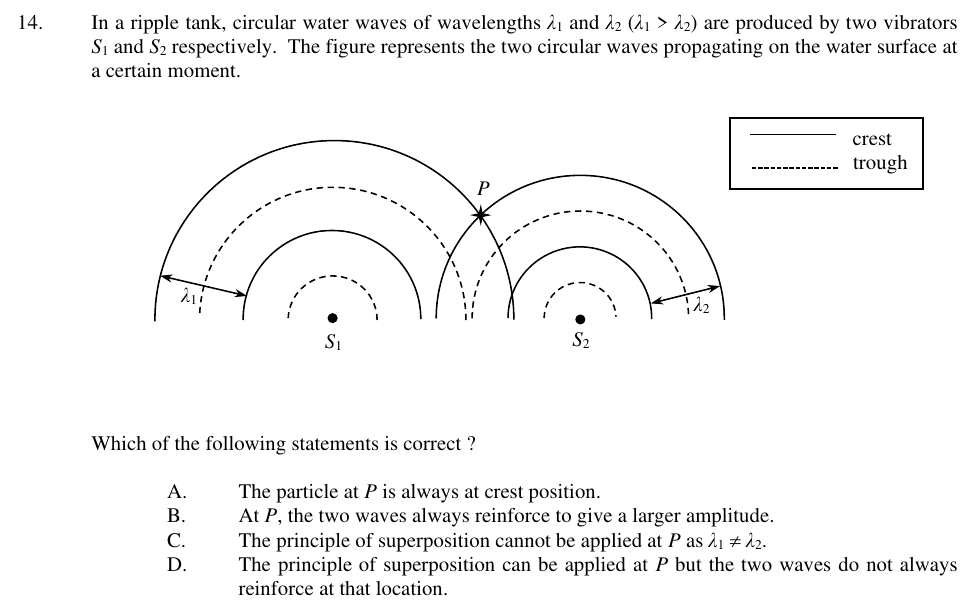 14. In a ripple tank, circular water waves of wavelengths λ₁ and λ₂ (λ₁ > λ₂) are produced by two vibrators
S₁ and S₂ respectively. The figure represents the two circular waves propagating on the water surface at
a certain moment.
crest
trough
P
λ₁
λ₂
S₁
S₂
Which of the following statements is correct ?
A. The particle at P is always at crest position.
B. At P, the two waves always reinforce to give a larger amplitude.
C. The principle of superposition cannot be applied at P as λ₁ ≠ λ₂.
D. The principle of superposition can be applied at P but the two waves do not always
reinforce at that location.